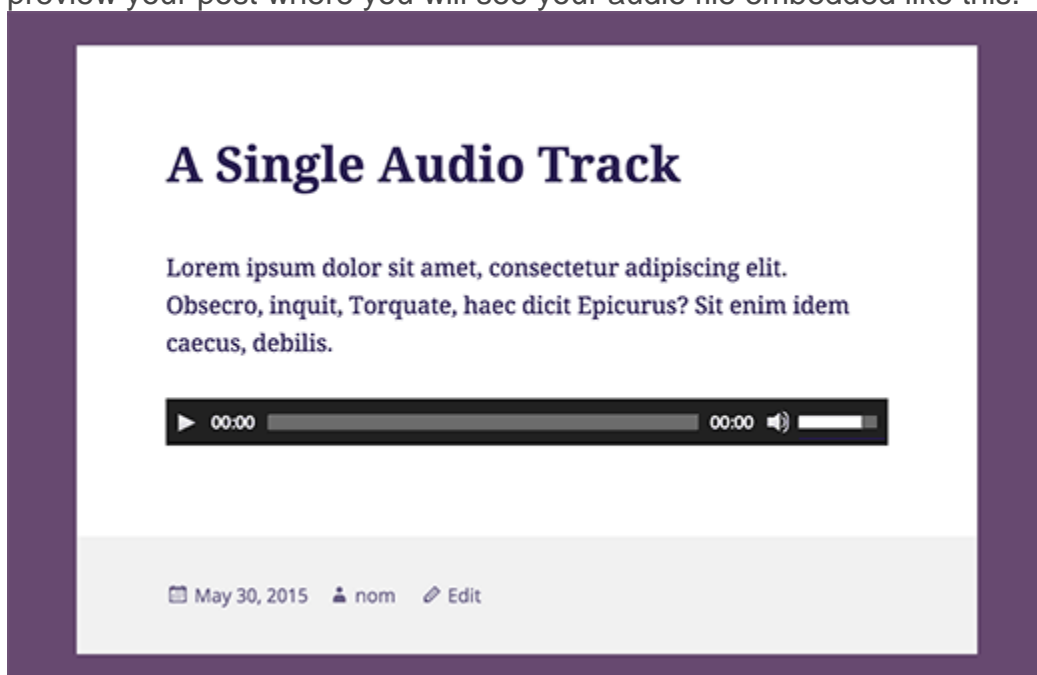 preview your post where you will see your audio file embedded like this:
A Single Audio Track
Lorem ipsum dolor sit amet, consectetur adipiscing elit.
Obsecro, inquit, Torquate, haec dicit Epicurus? Sit enim idem
caecus, debilis.
00:00 00:00
May 30, 2015 nom Edit